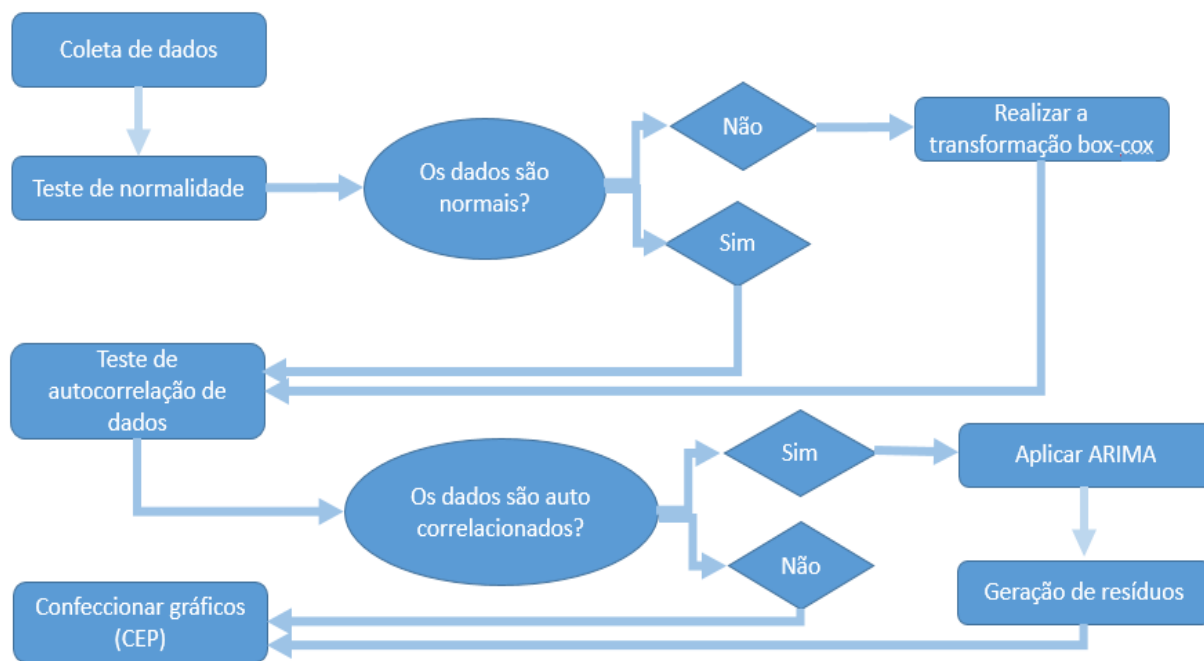 Coleta de dados
Teste de normalidade
Os dados são
normais?
Não
Sim
Realizar a
transformação box-cox
Teste de
autocorrelação de
dados
Os dados são auto
correlacionados?
Sim
Não
Aplicar ARIMA
Geração de resíduos
Confeccionar gráficos
(CEP)